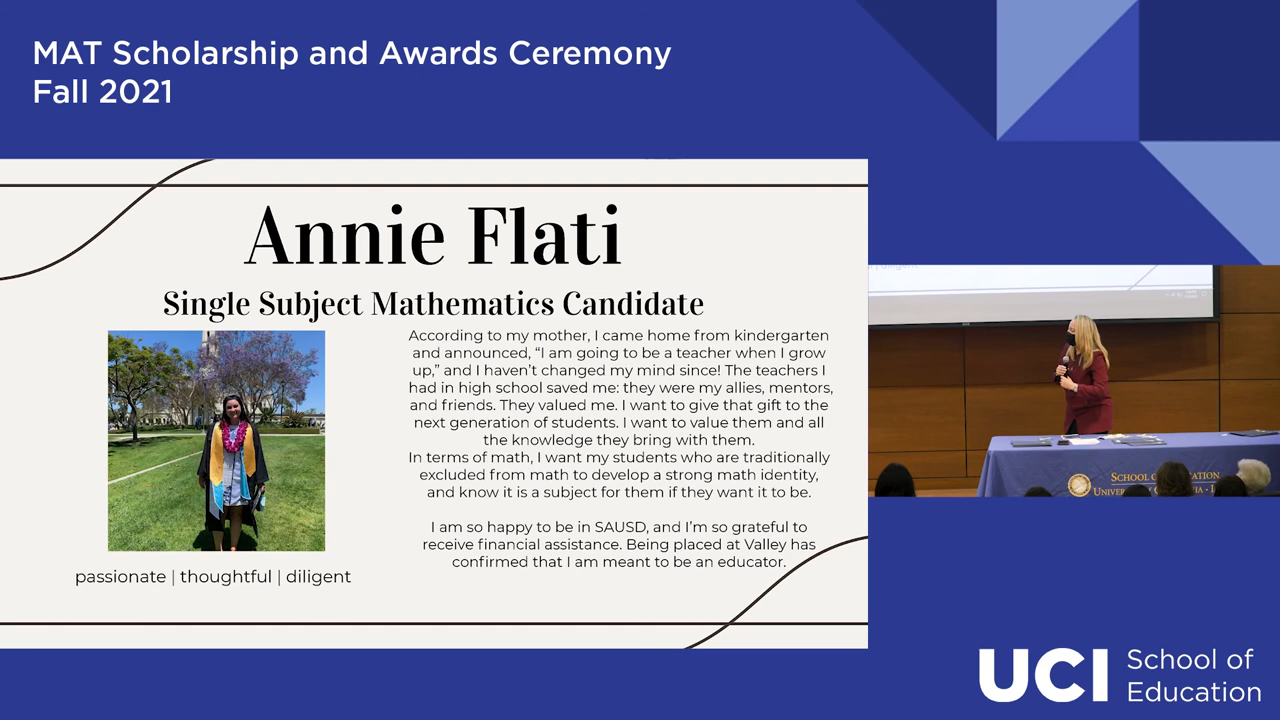 MAT Scholarship and Awards Ceremony
Fall 2021
Annie Flati
Single Subject Mathematics Candidate
According to my mother, I came home from kindergarten
and announced, “I am going to be a teacher when I grow
up,” and I haven’t changed my mind since! The teachers I
had in high school saved me: they were my allies, mentors,
and friends. They valued me. I want to give that gift to the
next generation of students. I want to value them and all
the knowledge they bring with them.
In terms of math, I want my students who are traditionally
excluded from math to develop a strong math identity,
and know it is a subject for them if they want it to be.
I am so happy to be in SAUSD, and I’m so grateful to
receive financial assistance. Being placed at Valley has
confirmed that I am meant to be an educator.
passionate | thoughtful | diligent
School of
UCI School of
Education